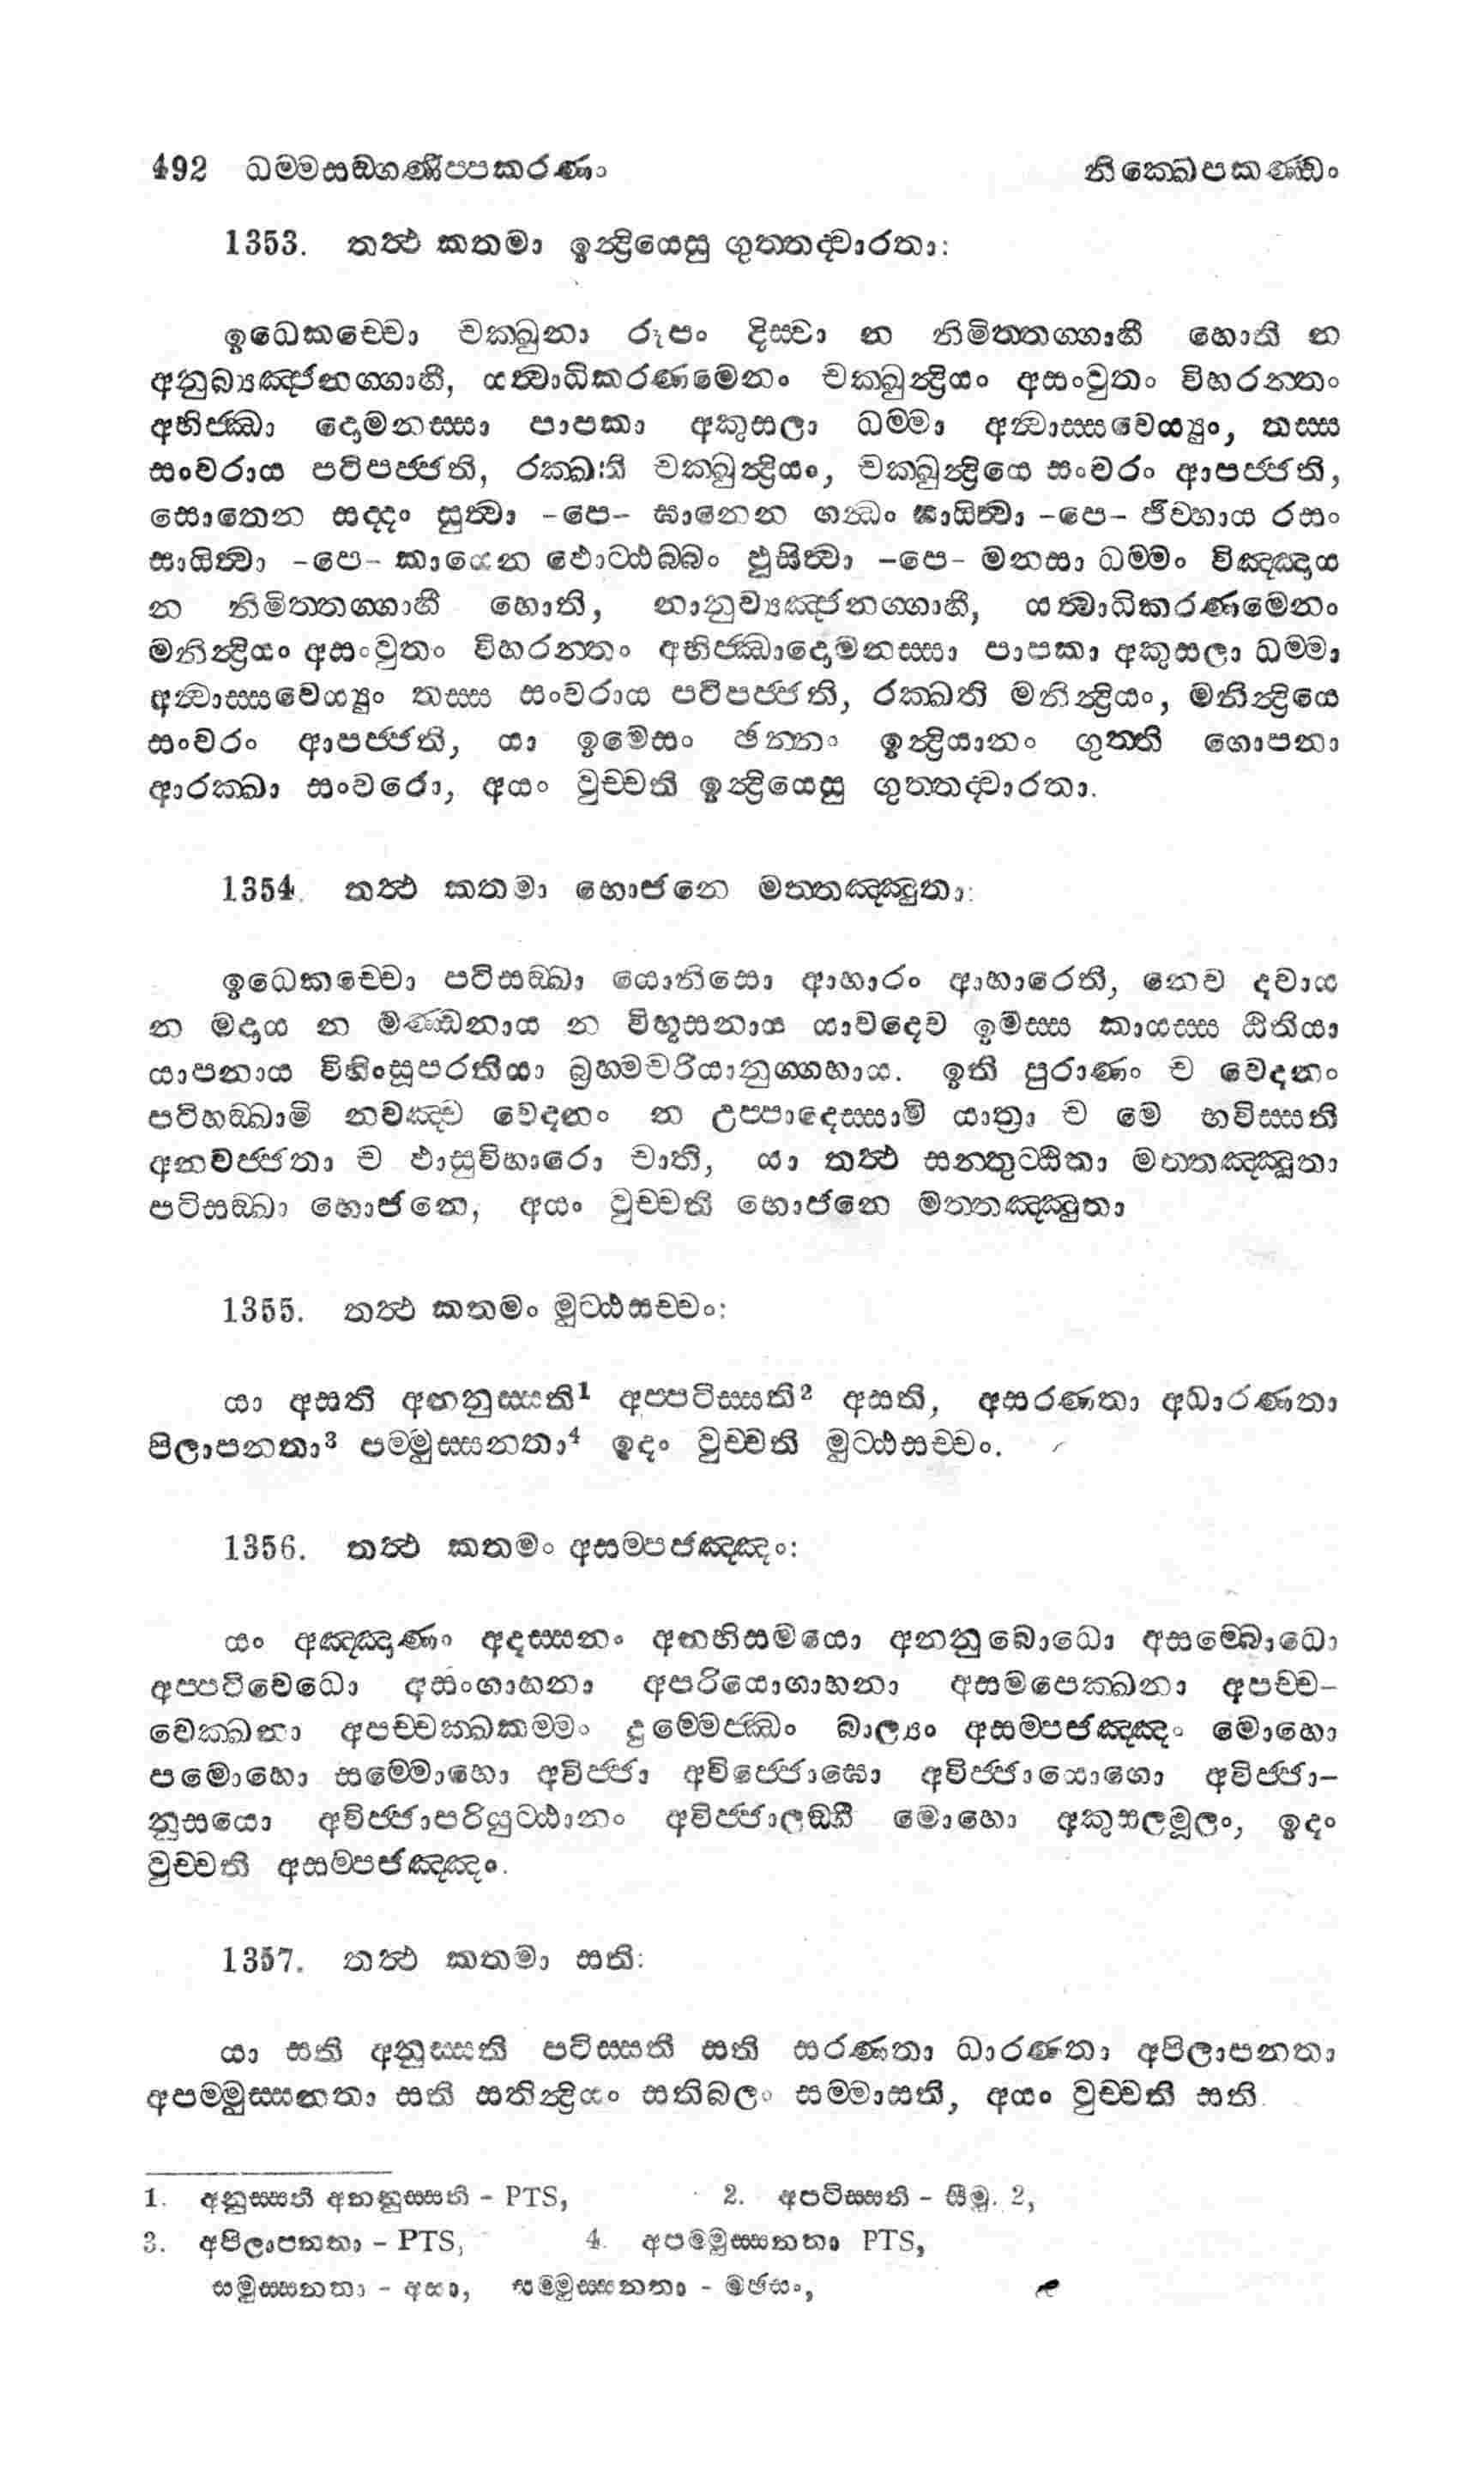 492 ධම්මසඞ්ගණිප්පකරණං නික්ඛෙපකණ්ඩං
1353. තත්ථ කතමා ඉන්ද්‍රියෙසු ගුත්තද්වාරතා:
ඉධෙකච්චො චක්ඛුනා රූපං දිස්වා න නිමිත්තග්ගාහී හොති න
අනුබ්‍යඤ්ජනග්ගාහී, යත්වාධිකරණමෙනං චක්ඛුන්ද්‍රියං අසංවුතං විහරන්තං
අභිජ්ඣා දොමනස්සා පාපකා අකුසලා ධම්මා අන්වාස්සවෙය්‍යුං, තස්ස
සංවරාය පටිපජ්ජති, රක්ඛති චක්ඛුන්ද්‍රියං, චක්ඛුන්ද්‍රියෙ සංවරං ආපජ්ජති,
සොතෙන සද්දං සුත්වා -පෙ- ඝානෙන ගන්ධං ඝායිත්වා -පෙ- ජිව්හාය රසං
සායිත්වා -පෙ- කායෙන ඵොට්ඨබ්බං ඵුසිත්වා -පෙ- මනසා ධම්මං විඤ්ඤාය
න නිමිත්තග්ගාහී හොති, නානුව්‍යඤ්ජනග්ගාහී, යත්වාධිකරණමෙනං
මනින්ද්‍රියං අසංවුතං විහරන්තං අභිජ්ඣාදොමනස්සා පාපකා අකුසලා ධම්මා
අන්වාස්සවෙය්‍යුං තස්ස සංවරාය පටිපජ්ජති, රක්ඛති මනින්ද්‍රියං, මනින්ද්‍රියෙ
සංවරං ආපජ්ජති, යා ඉමෙසං ඡන්නං ඉන්ද්‍රියානං ගුත්ති ගොපනා
ආරක්ඛා සංවරො, අයං වුච්චති ඉන්ද්‍රියෙසු ගුත්තද්වාරතා.
1354. තත්ථ කතමා භොජනෙ මත්තඤ්ඤුතා:
ඉධෙකච්චො පටිසඞ්ඛා යොනිසො ආහාරං ආහාරෙති, නෙව දවාය
න මදාය න මණ්ඩනාය න විභූසනාය යාවදෙව ඉමස්ස කායස්ස ඨිතියා
යාපනාය විහිංසූපරතියා බ්‍රහ්මචරියානුග්ගහාය. ඉති පුරාණං ච වෙදනං
පටිහඞ්ඛාමි නවඤ්ච වෙදනං න උප්පාදෙස්සාමි යාත්‍රා ච මෙ භවිස්සති
අනවජ්ජතා ච ඵාසුවිහාරො චාති, යා තත්ථ සන්තුට්ඨිතා මත්තඤ්ඤුතා
පටිසඞ්ඛා භොජනෙ, අයං වුච්චති භොජනෙ මත්තඤ්ඤුතා
1355. තත්ථ කතමං මුට්ඨසච්චං:
යා අසති අනනුස්සති1 අප්පටිස්සති2 අසති, අසරණතා අධාරණතා
පිලාපනතා3 පම්මුස්සනතා4 ඉදං වුච්චති මුට්ඨසච්චං.
1356. තත්ථ කතමං අසම්පජඤ්ඤං:
යං අඤ්ඤාණං අදස්සනං අනභිසමයො අනනුබොධො අසම්බොධො
අප්පටිවෙධො අසංගාහනා අපරියොගාහනා අසමපෙක්ඛනා අපච්ච-
වෙක්ඛනා අපච්චක්ඛකම්මං දුම්මෙජ්ඣං බාල්‍යං අසම්පජඤ්ඤං මොහො
පමොහො සම්මොහො අවිජ්ජා අවිජ්ජොඝො අවිජ්ජායොගො අවිජ්ජා-
නුසයො අවිජ්ජාපරියුට්ඨානං අවිජ්ජාලඞ්ගී මොහො අකුසලමූලං, ඉදං
වුච්චති අසම්පජඤ්ඤං.
1357. තත්ථ කතමා සති:
යා සති අනුස්සති පටිස්සති සති සරණතා ධාරණතා අපිලාපනතා
අපම්මුස්සනතා සති සතින්ද්‍රියං සතිබලං සම්මාසති, අයං වුච්චති සති.
1. අනුස්සති අනනුස්සති - PTS, 2. අපටිස්සති - සීමු. 2,
3. අපිලාපනතා - PTS, 4. අපම්මුස්සනතා PTS,
සමුස්සනතා - අසා, සම්මුස්සනතා - මඡසං,